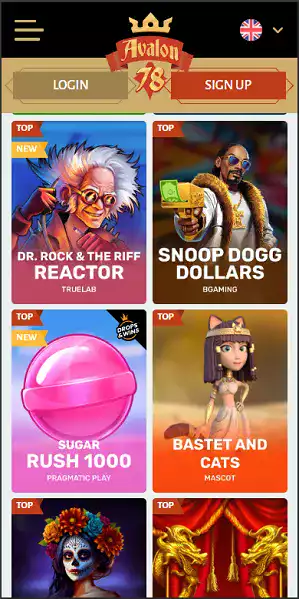 Avalon
78
LOGIN
SIGN UP
TOP
NEW
DR. ROCK & THE RIFF
REACTOR
TRUELAB
TOP
SNOOP DOGG
DOLLARS
BGAMING
TOP
NEW
DROPS
&WINS
SUGAR
RUSH 1000
PRAGMATIC PLAY
TOP
BASTET AND
CATS
MASCOT
TOP
TOP